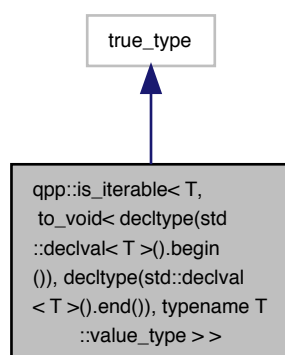 true_type
qpp::is_iterable< T,
to_void< decltype(std
::declval< T >().begin
()), decltype(std::declval
< T >().end()), typename T
::value_type > >